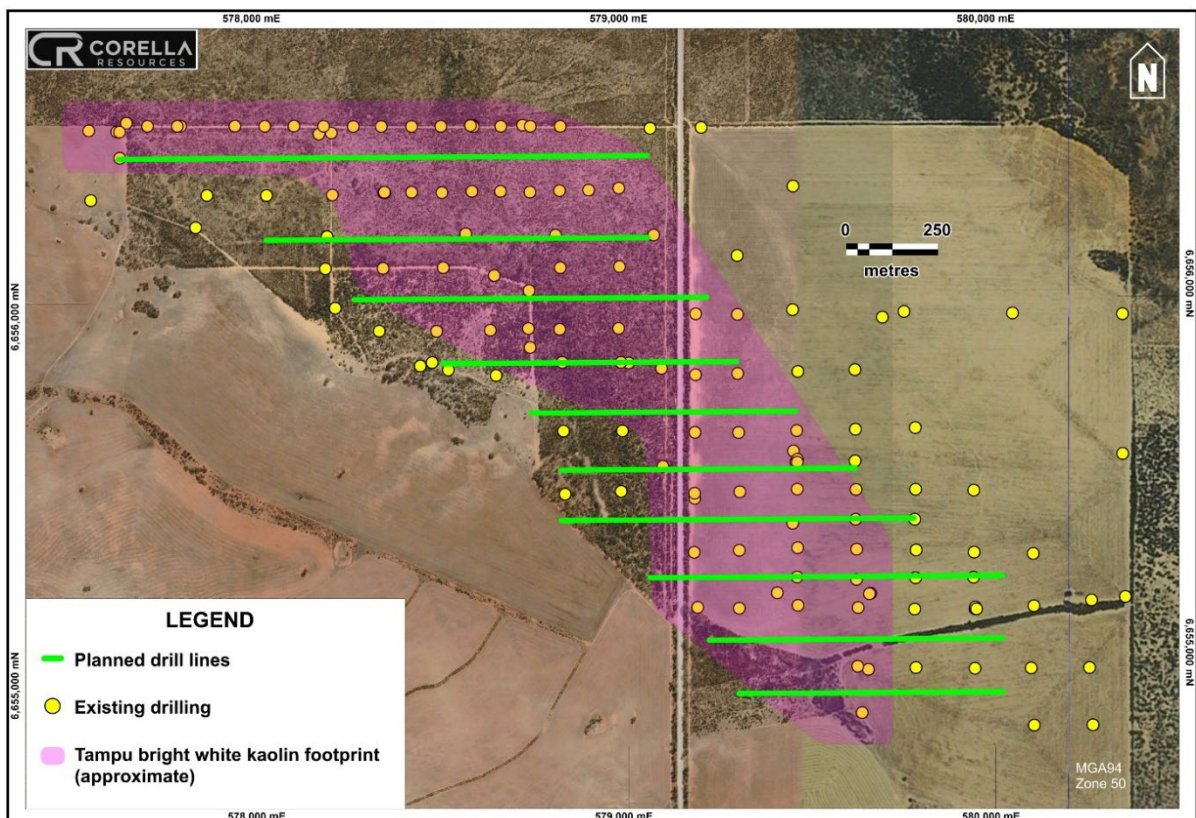 578,000 mE 579,000 mE 580,000 mE
CR CORELLA
RESOURCES
N
0 250
metres
6,656,000 mN
6,656,000 mN
6,655,000 mN
6,655,000 mN
LEGEND
Planned drill lines
Existing drilling
Tampu bright white kaolin footprint
(approximate)
MGA94
Zone 50
578,000 mE 579,000 mE 580,000 mE